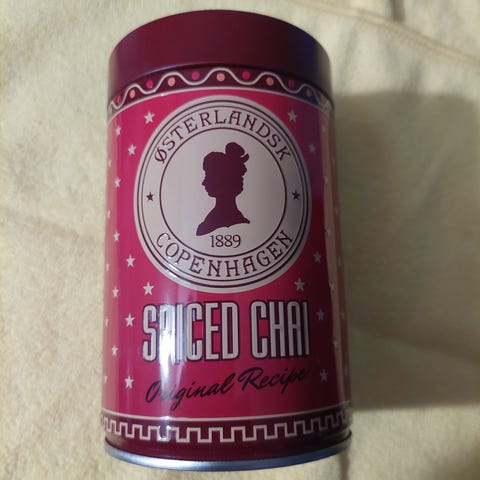 ØSTERLANDSK
1889
COPENHAGEN
SPICED CHAI
Original Recipe